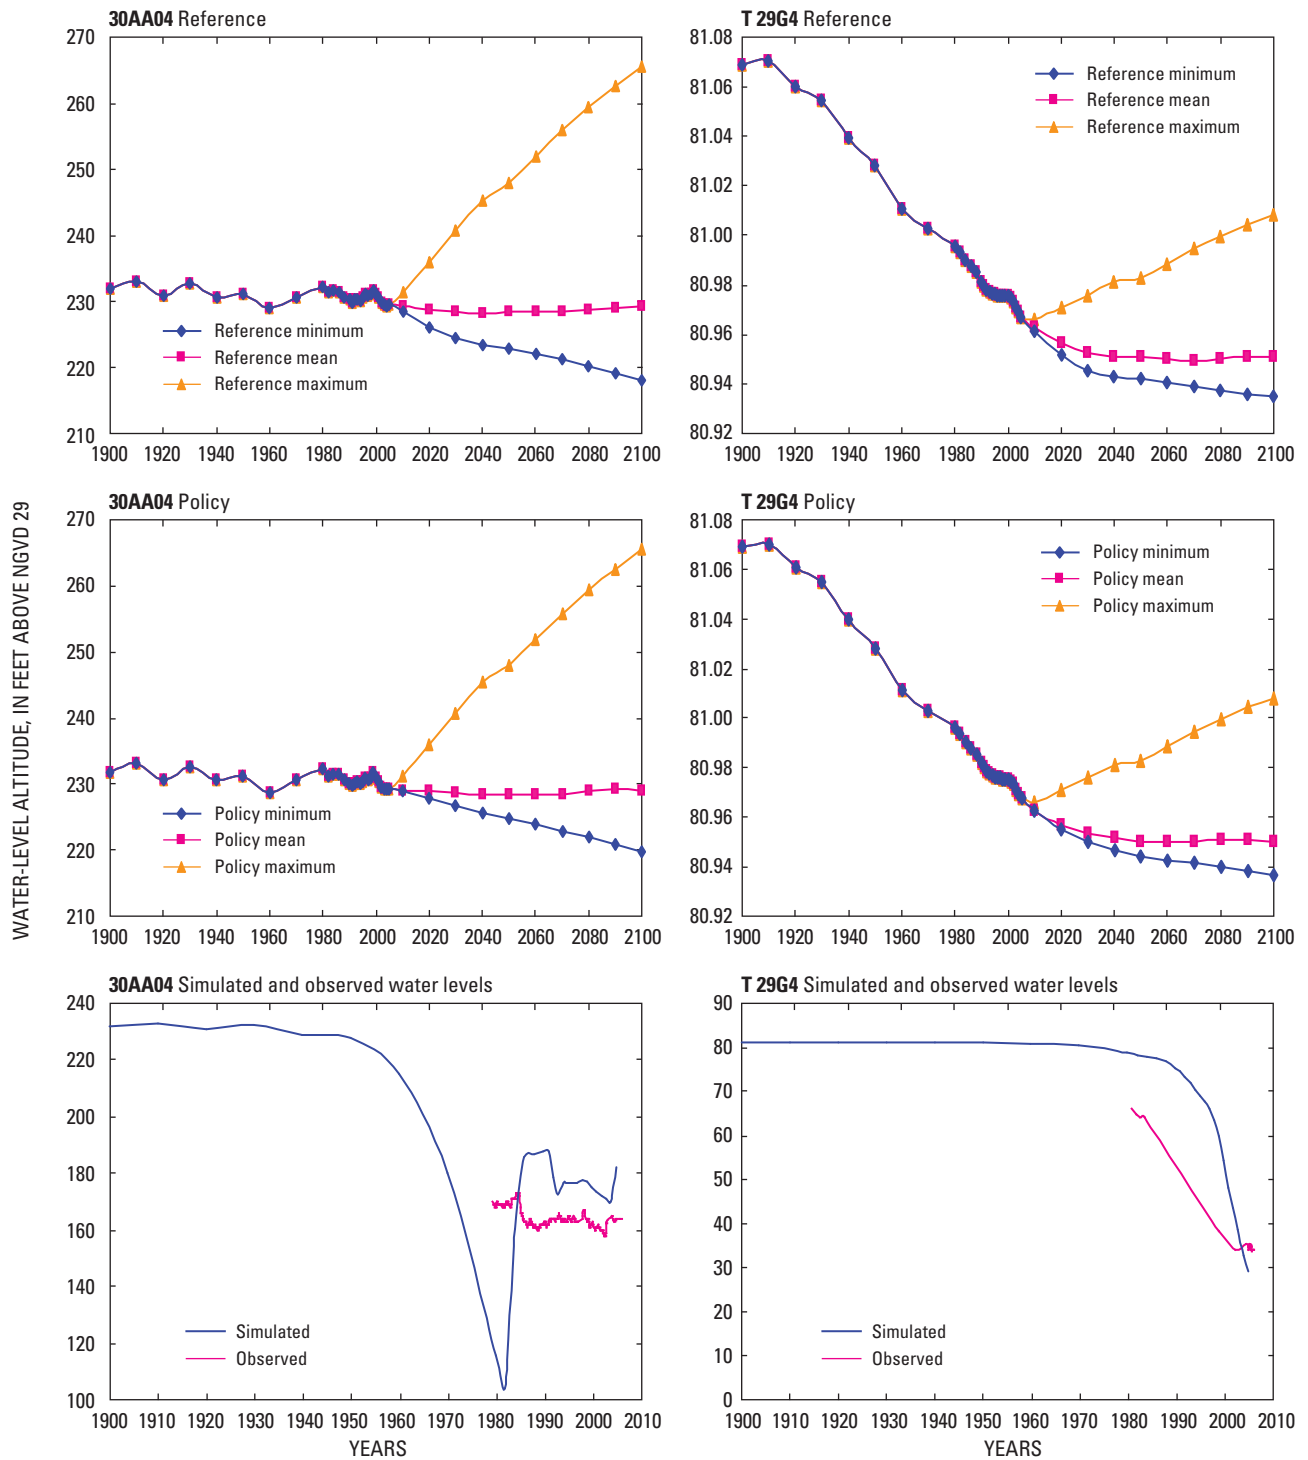 30AA04 Reference
270
260
250
240
230
220
210
Reference minimum
Reference mean
Reference maximum
1900 1920 1940 1960 1980 2000 2020 2040 2060 2080 2100
T 29G4 Reference
81.08
81.06
81.04
81.02
81.00
80.98
80.96
80.94
80.92
Reference minimum
Reference mean
Reference maximum
1900 1920 1940 1960 1980 2000 2020 2040 2060 2080 2100
WATER-LEVEL ALTITUDE, IN FEET ABOVE NGVD 29
30AA04 Policy
270
260
250
240
230
220
210
Policy minimum
Policy mean
Policy maximum
1900 1920 1940 1960 1980 2000 2020 2040 2060 2080 2100
T 29G4 Policy
81.08
81.06
81.04
81.02
81.00
80.98
80.96
80.94
80.92
Policy minimum
Policy mean
Policy maximum
1900 1920 1940 1960 1980 2000 2020 2040 2060 2080 2100
30AA04 Simulated and observed water levels
240
220
200
180
160
140
120
100
Simulated
Observed
1900 1910 1920 1930 1940 1950 1960 1970 1980 1990 2000 2010
YEARS
T 29G4 Simulated and observed water levels
90
80
70
60
50
40
30
20
10
0
Simulated
Observed
1900 1910 1920 1930 1940 1950 1960 1970 1980 1990 2000 2010
YEARS